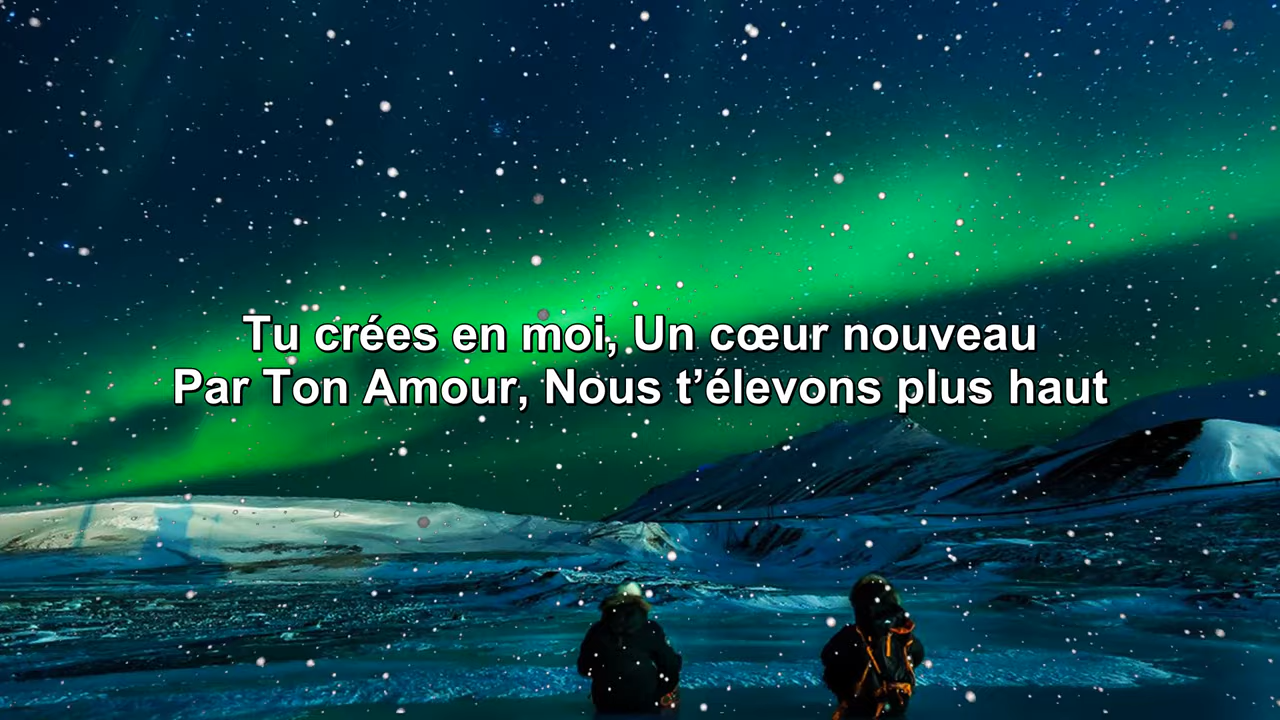 Tu crées en moi, Un cœur nouveau
Par Ton Amour, Nous t’élevons plus haut